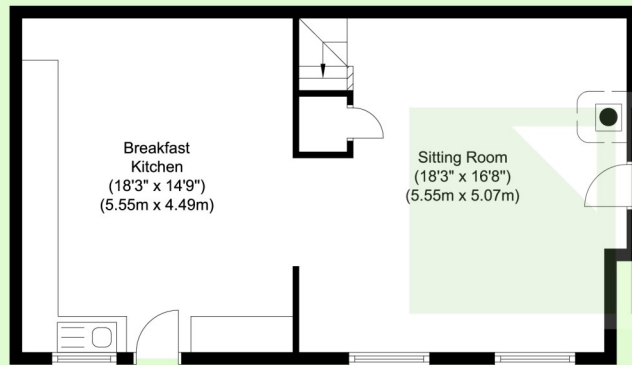 Breakfast
Kitchen
(18'3" x 14'9")
(5.55m x 4.49m)
Sitting Room
(18'3" x 16'8")
(5.55m x 5.07m)